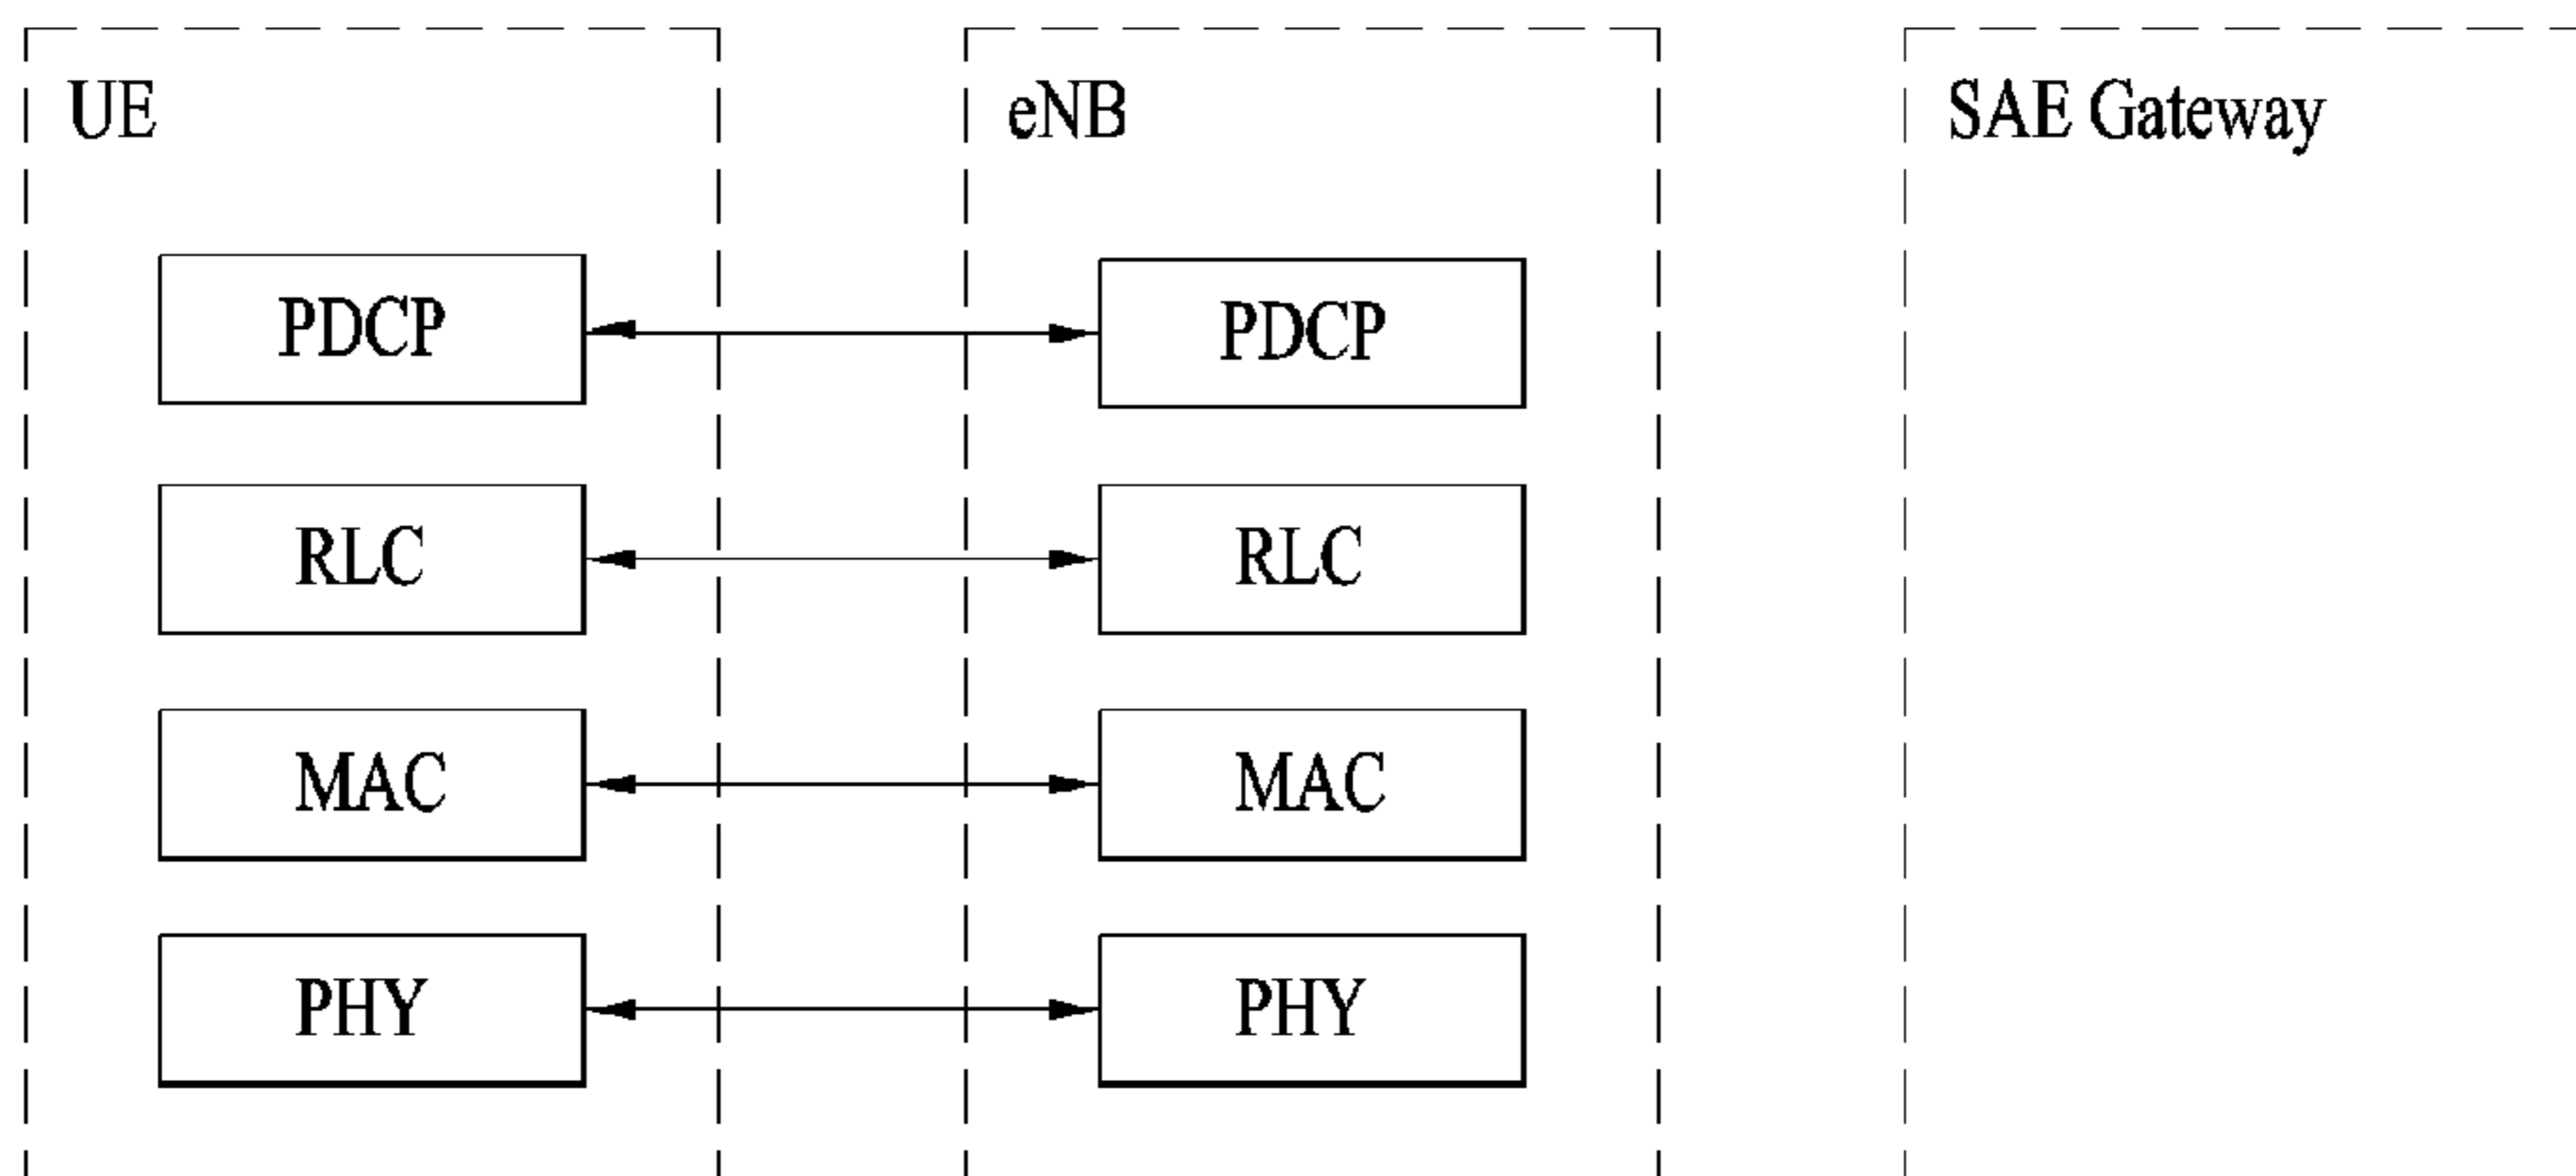 UE
eNB
SAE Gateway
PDCP
PDCP
RLC
RLC
MAC
MAC
PHY
PHY